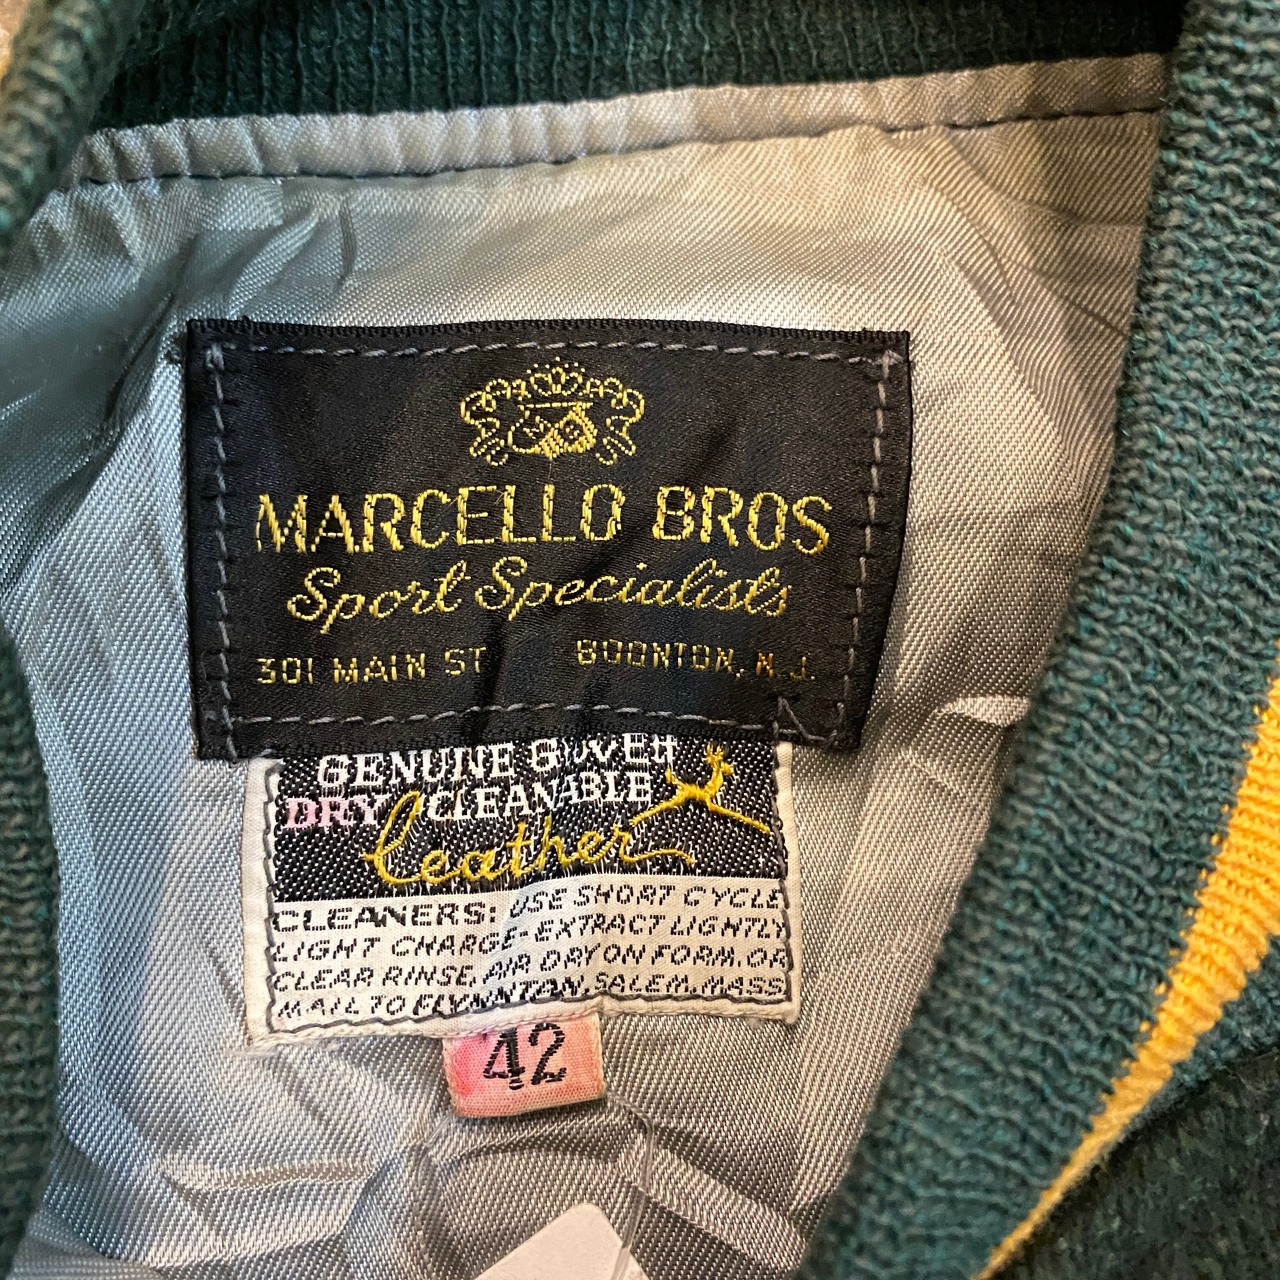 MARCELLO BROS
Sport Specialists
301 MAIN ST BOONTON, N.J.
GENUINE
DRY CLEANABLE
leather
CLEANERS: USE SHORT CYCLE
LIGHT CHARGE-EXTRACT LIGHTLY
CLEAR RINSE, AIR DRY ON FORM. OR
MAIL TO FLYNNTAN, SALEM, MASS.
42